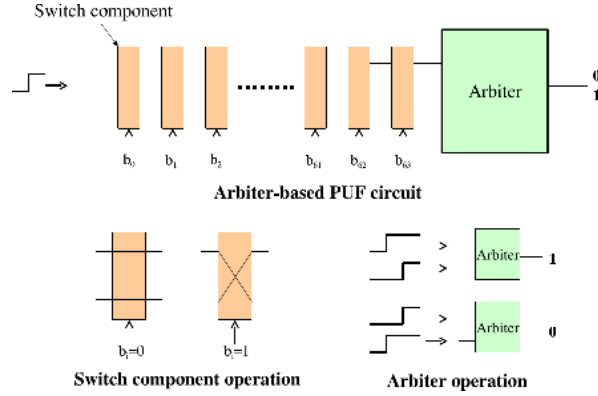 Switch component
Arbiter
0
1
b0 b1 b2 b61 b62 b63
Arbiter-based PUF circuit
Arbiter 1
Arbiter 0
bi=0 bi=1
Switch component operation
Arbiter operation